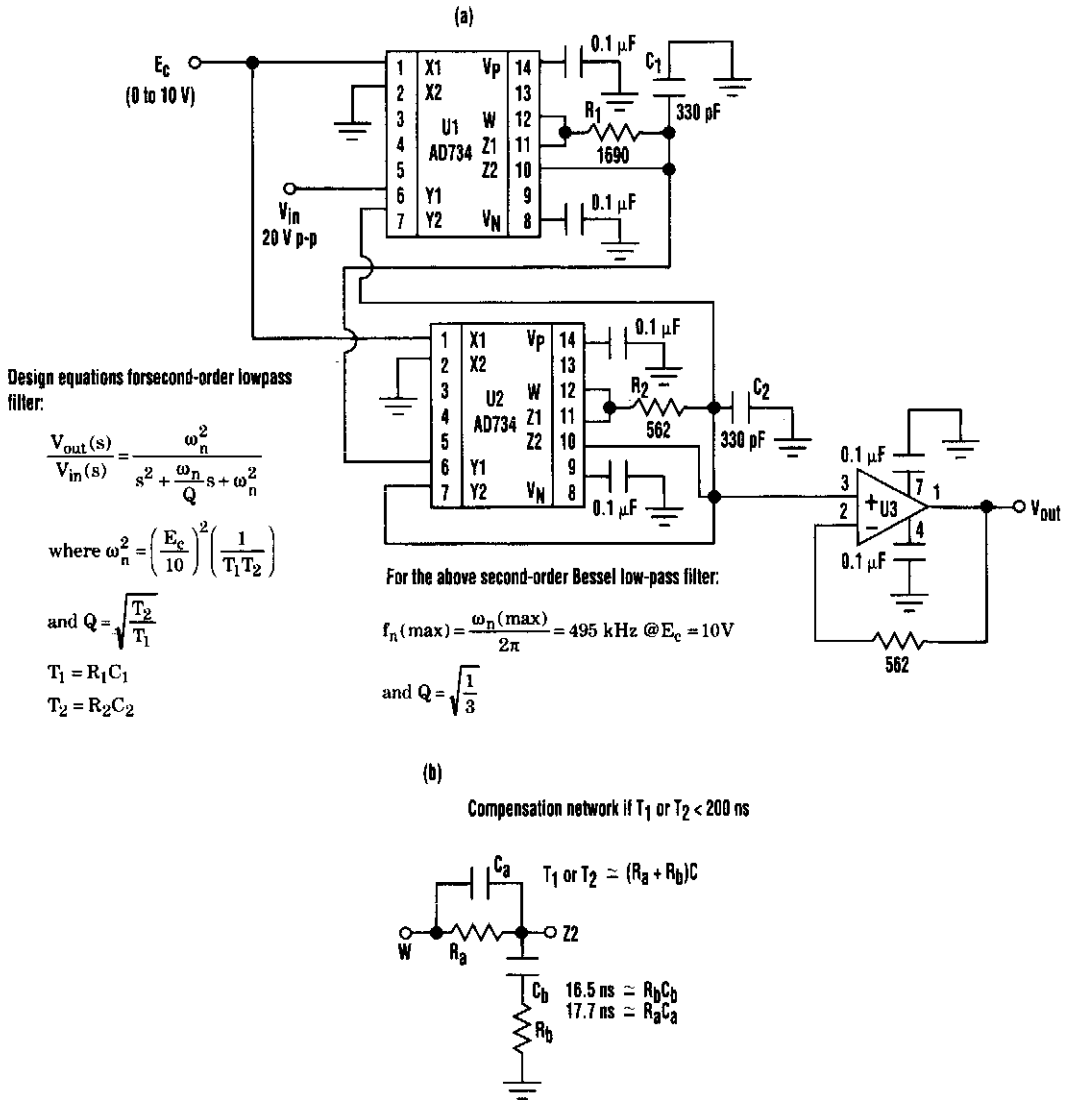 (a)
E_c
(0 to 10 V)
V_in
20 V p-p
1 X1 V_P 14
2 X2 13
3 W 12
4 U1 Z1 11
5 AD734 Z2 10
6 Y1 9
7 Y2 V_N 8
0.1 μF
C_1
330 pF
R_1
1690
0.1 μF
1 X1 V_P 14
2 X2 13
3 W 12
4 U2 Z1 11
5 AD734 Z2 10
6 Y1 9
7 Y2 V_N 8
0.1 μF
R_2
562
C_2
330 pF
0.1 μF
0.1 μF
3 + 7 1
2 − U3 4
V_out
0.1 μF
562
Design equations forsecond-order lowpass
filter:
V_out(s)/V_in(s) = ω_n^2/(s^2 + (ω_n/Q)s + ω_n^2)
where ω_n^2 = (E_c/10)^2 (1/(T_1T_2))
and Q = √(T_2/T_1)
T_1 = R_1C_1
T_2 = R_2C_2
For the above second-order Bessel low-pass filter:
f_n(max) = ω_n(max)/2π = 495 kHz @E_c = 10V
and Q = √(1/3)
(b)
Compensation network if T_1 or T_2 < 200 ns
C_a
T_1 or T_2 ≃ (R_a + R_b)C
W
R_a
Z2
C_b
16.5 ns ≃ R_bC_b
17.7 ns ≃ R_aC_a
R_b